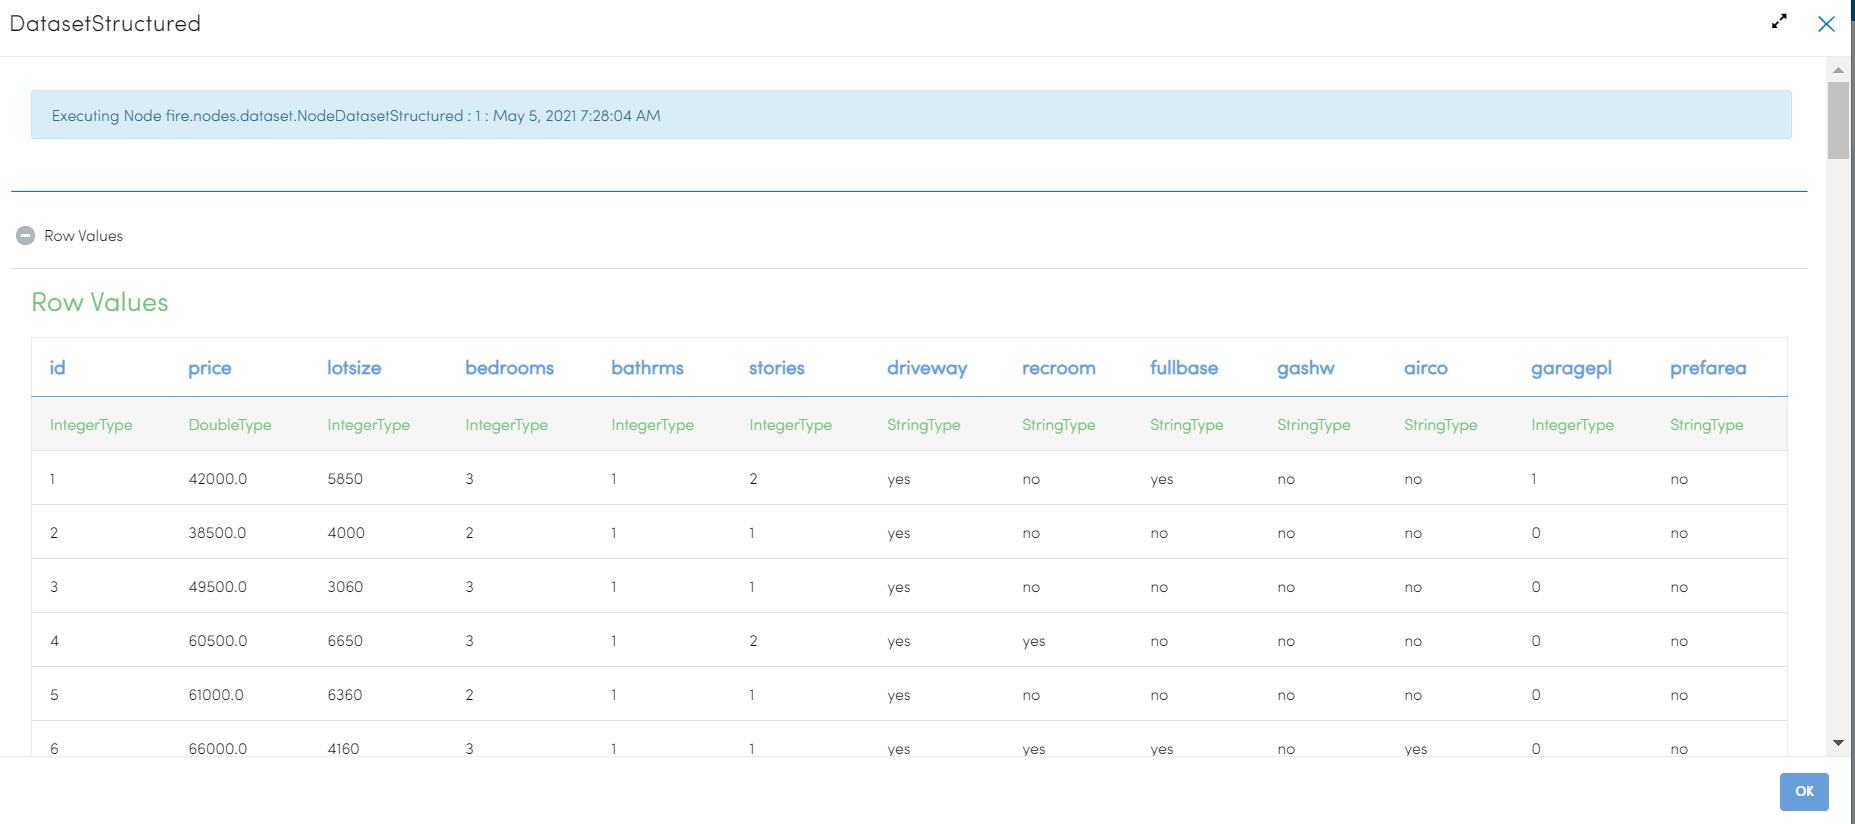 DatasetStructured
Executing Node fire.nodes.dataset.NodeDatasetStructured : 1 : May 5, 2021 7:28:04 AM
Row Values
Row Values
id price lotsize bedrooms bathrms stories driveway recroom fullbase gashw airco garagepl prefarea
IntegerType DoubleType IntegerType IntegerType IntegerType IntegerType StringType StringType StringType StringType StringType IntegerType StringType
1 42000.0 5850 3 1 2 yes no yes no no 1 no
2 38500.0 4000 2 1 1 yes no no no no 0 no
3 49500.0 3060 3 1 1 yes no no no no 0 no
4 60500.0 6650 3 1 2 yes yes no no no 0 no
5 61000.0 6360 2 1 1 yes no no no no 0 no
6 66000.0 4160 3 1 1 yes yes yes no yes 0 no
OK